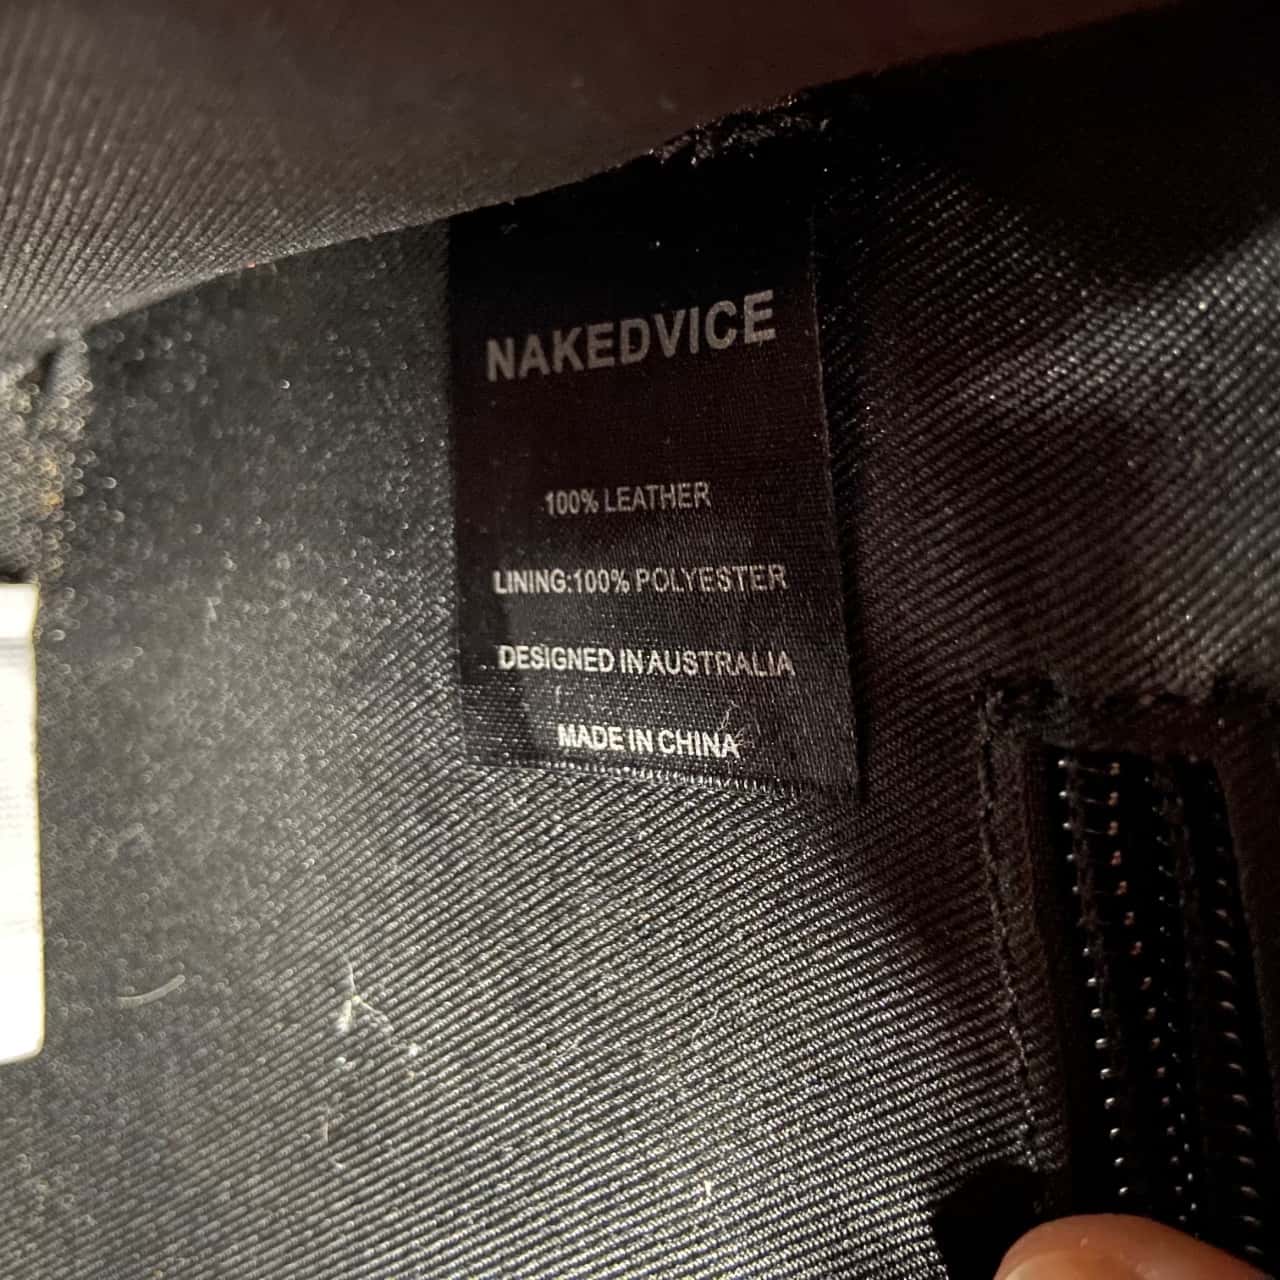 NAKEDVICE
100% LEATHER
LINING:100% POLYESTER
DESIGNED IN AUSTRALIA
MADE IN CHINA